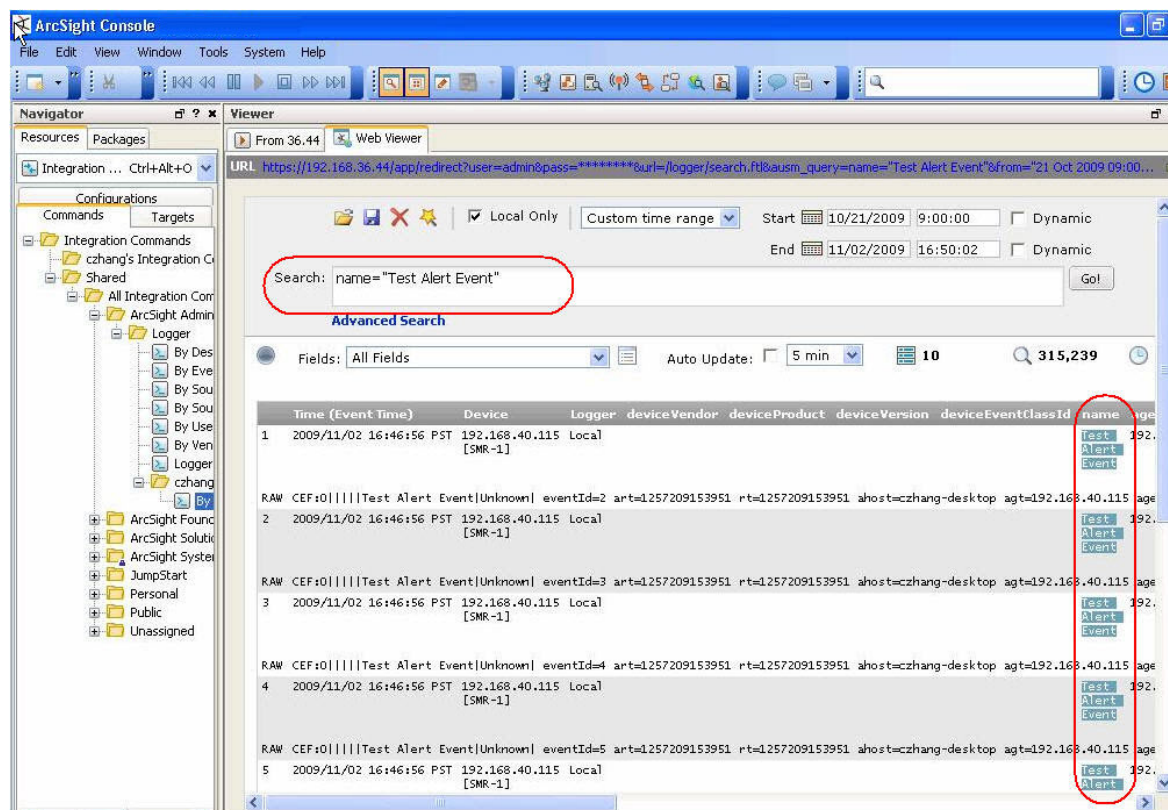 ArcSight Console
File Edit View Window Tools System Help
Navigator
Resources Packages
Integration ... Ctrl+Alt+O
Configurations
Commands Targets
Integration Commands
czhang's Integration C
Shared
All Integration Com
ArcSight Admin
Logger
By Des
By Eve
By Sou
By Sou
By Use
By Ven
Logger
czhang
By
ArcSight Found
ArcSight Solutio
ArcSight System
JumpStart
Personal
Public
Unassigned
Viewer
From 36.44 Web Viewer
URL https://192.168.36.44/app/redirect?user=admin&pass=********&url=/logger/search.ftl&ausm_query=name="Test Alert Event"&from="21 Oct 2009 09:00...
Local Only Custom time range Start 10/21/2009 9:00:00 Dynamic
End 11/02/2009 16:50:02 Dynamic
Search: name="Test Alert Event" Go!
Advanced Search
Fields: All Fields Auto Update: 5 min 10 315,239
Time (Event Time) Device Logger deviceVendor deviceProduct deviceVersion deviceEventClassId name age
1 2009/11/02 16:46:56 PST 192.168.40.115 Local Test 192.
[SMR-1] Alert
Event
RAW CEF:0|||||Test Alert Event|Unknown| eventId=2 art=1257209153951 rt=1257209153951 ahost=czhang-desktop agt=192.168.40.115 age
2 2009/11/02 16:46:56 PST 192.168.40.115 Local Test 192.
[SMR-1] Alert
Event
RAW CEF:0|||||Test Alert Event|Unknown| eventId=3 art=1257209153951 rt=1257209153951 ahost=czhang-desktop agt=192.168.40.115 age
3 2009/11/02 16:46:56 PST 192.168.40.115 Local Test 192.
[SMR-1] Alert
Event
RAW CEF:0|||||Test Alert Event|Unknown| eventId=4 art=1257209153951 rt=1257209153951 ahost=czhang-desktop agt=192.168.40.115 age
4 2009/11/02 16:46:56 PST 192.168.40.115 Local Test 192.
[SMR-1] Alert
Event
RAW CEF:0|||||Test Alert Event|Unknown| eventId=5 art=1257209153951 rt=1257209153951 ahost=czhang-desktop agt=192.168.40.115 age
5 2009/11/02 16:46:56 PST 192.168.40.115 Local Test 192.
[SMR-1] Alert